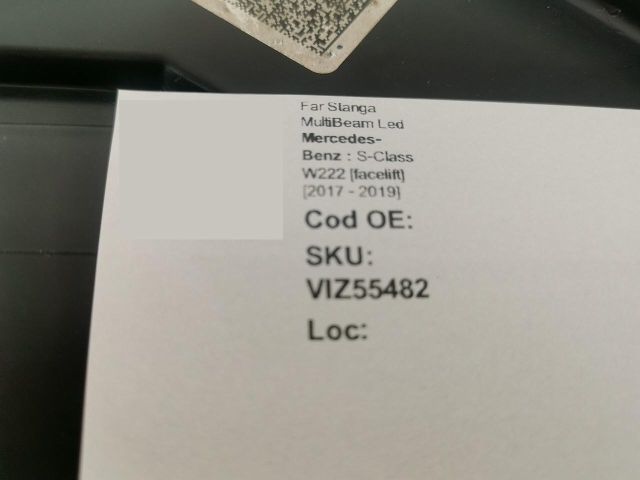 Far Stanga
MultiBeam Led
Mercedes-
Benz : S-Class
W222 [facelift]
[2017 - 2019]
Cod OE:
SKU:
VIZ55482
Loc: